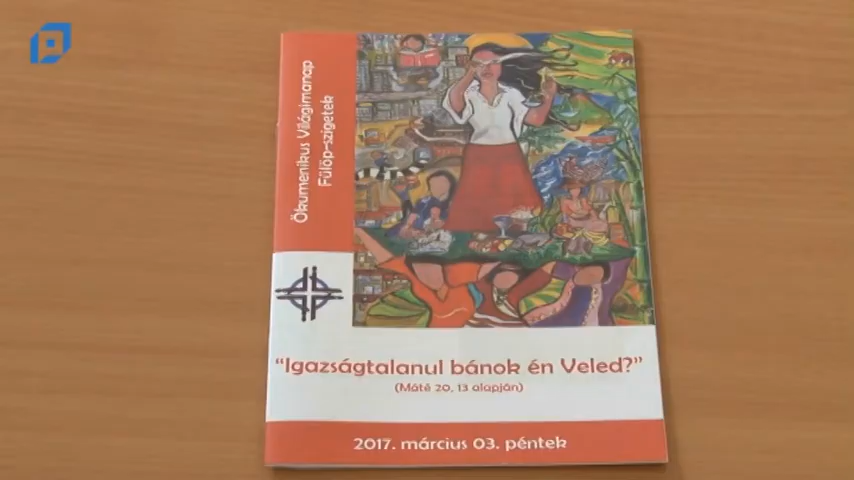 Ökumenikus Világimanap
Fülöp-szigetek
"Igazságtalanul bánok én Veled?"
(Máté 20, 13 alapján)
2017. március 03. péntek